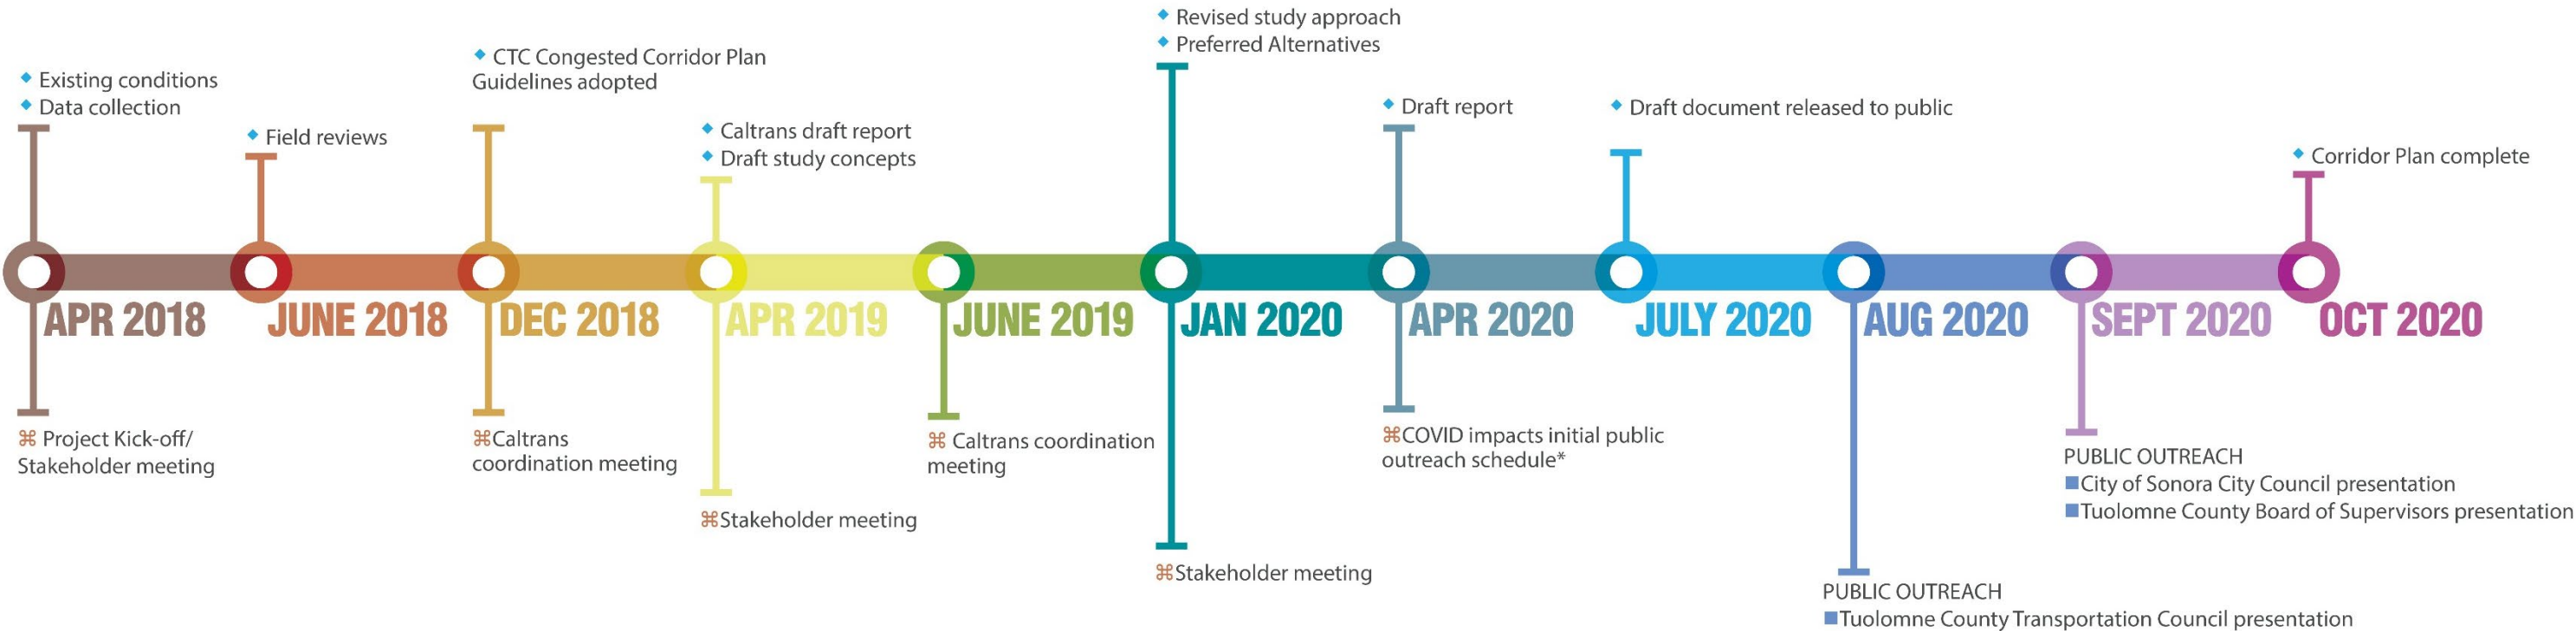 ◆ Existing conditions
◆ Data collection
APR 2018
⌘ Project Kick-off/
Stakeholder meeting
◆ Field reviews
JUNE 2018
◆ CTC Congested Corridor Plan
Guidelines adopted
DEC 2018
⌘Caltrans
coordination meeting
◆ Caltrans draft report
◆ Draft study concepts
APR 2019
⌘Stakeholder meeting
JUNE 2019
⌘ Caltrans coordination
meeting
◆ Revised study approach
◆ Preferred Alternatives
JAN 2020
⌘Stakeholder meeting
◆ Draft report
APR 2020
⌘COVID impacts initial public
outreach schedule*
◆ Draft document released to public
JULY 2020
AUG 2020
PUBLIC OUTREACH
■Tuolomne County Transportation Council presentation
SEPT 2020
PUBLIC OUTREACH
■City of Sonora City Council presentation
■Tuolomne County Board of Supervisors presentation
◆ Corridor Plan complete
OCT 2020